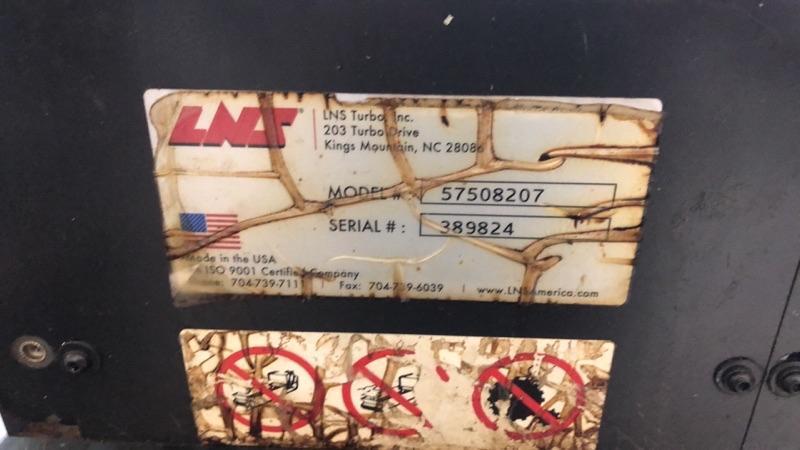 LNS
LNS Turbo, Inc.
203 Turbo Drive
Kings Mountain, NC 28086
MODEL # :
57508207
SERIAL # :
389824
Made in the USA
ISO 9001 Certified Company
704-739-711
Fax: 704-739-6039
www.LNSAmerica.com